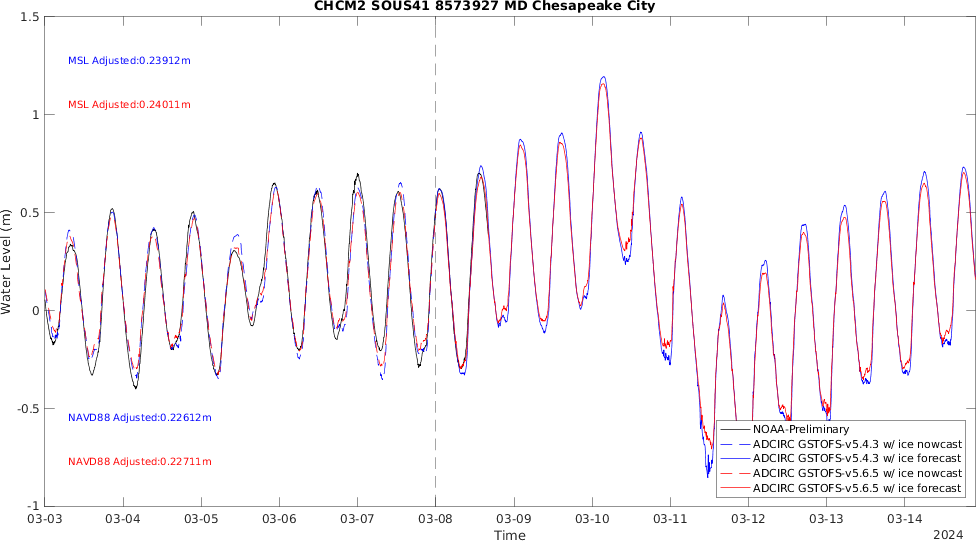 CHCM2 SOUS41 8573927 MD Chesapeake City
1.5
MSL Adjusted:0.23912m
MSL Adjusted:0.24011m
1
0.5
Water Level (m)
0
-0.5
NAVD88 Adjusted:0.22612m
NAVD88 Adjusted:0.22711m
NOAA-Preliminary
ADCIRC GSTOFS-v5.4.3 w/ ice nowcast
ADCIRC GSTOFS-v5.4.3 w/ ice forecast
ADCIRC GSTOFS-v5.6.5 w/ ice nowcast
ADCIRC GSTOFS-v5.6.5 w/ ice forecast
-1
03-03 03-04 03-05 03-06 03-07 03-08 03-09 03-10 03-11 03-12 03-13 03-14
Time
2024